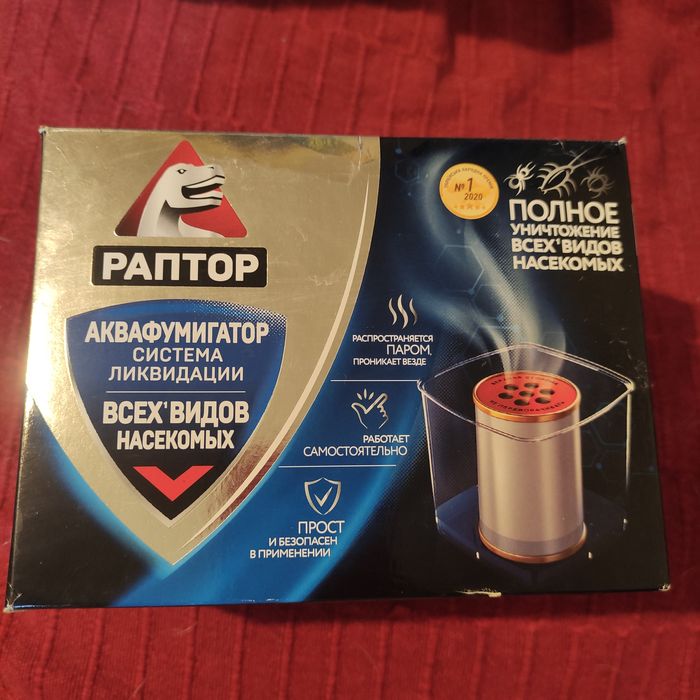 РАПТОР
АКВАФУМИГАТОР
СИСТЕМА
ЛИКВИДАЦИИ
ВСЕХ* ВИДОВ
НАСЕКОМЫХ
№1
2020
ПОЛНОЕ
УНИЧТОЖЕНИЕ
ВСЕХ* ВИДОВ
НАСЕКОМЫХ
РАСПРОСТРАНЯЕТСЯ
ПАРОМ,
ПРОНИКАЕТ ВЕЗДЕ
РАБОТАЕТ
САМОСТОЯТЕЛЬНО
ПРОСТ
И БЕЗОПАСЕН
В ПРИМЕНЕНИИ